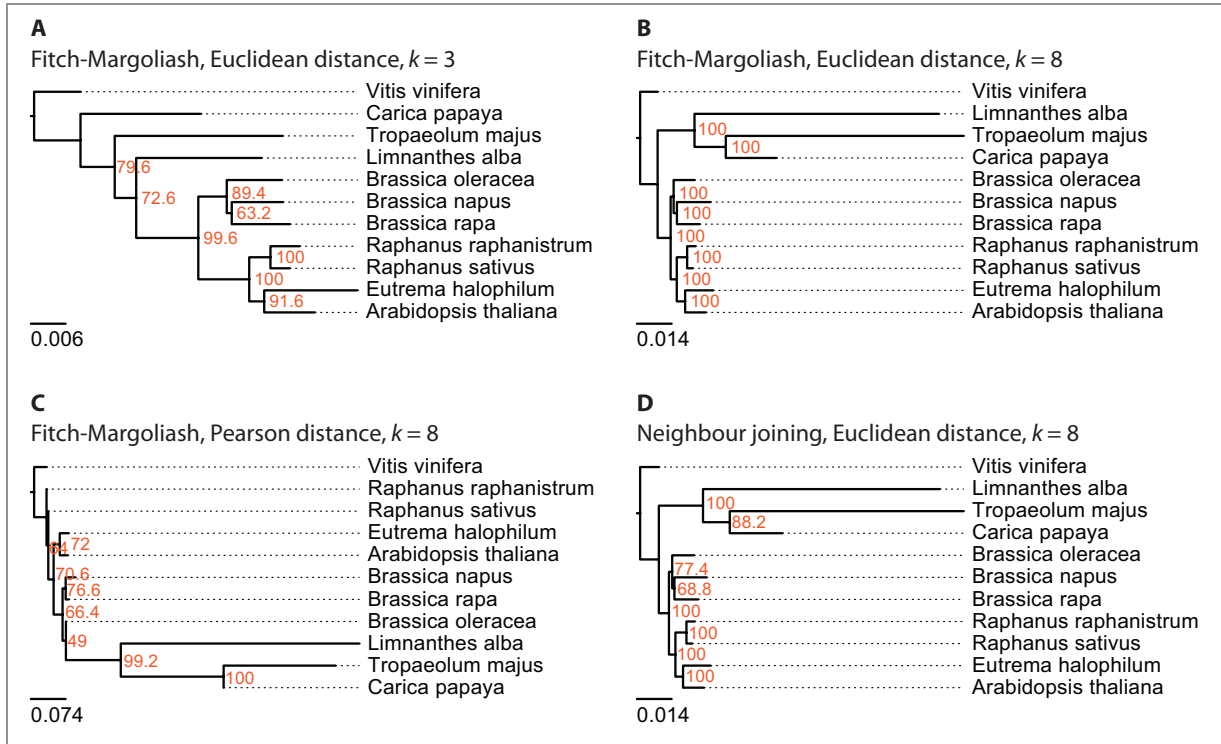 A
Fitch-Margoliash, Euclidean distance, k = 3
Vitis vinifera
Carica papaya
Tropaeolum majus
79.6
Limnanthes alba
72.6
Brassica oleracea
89.4
Brassica napus
63.2
Brassica rapa
99.6
Raphanus raphanistrum
100
Raphanus sativus
100
Eutrema halophilum
91.6
Arabidopsis thaliana
0.006
B
Fitch-Margoliash, Euclidean distance, k = 8
Vitis vinifera
Limnanthes alba
100
Tropaeolum majus
100
Carica papaya
Brassica oleracea
100
Brassica napus
100
Brassica rapa
100
Raphanus raphanistrum
100
Raphanus sativus
100
Eutrema halophilum
100
Arabidopsis thaliana
0.014
C
Fitch-Margoliash, Pearson distance, k = 8
Vitis vinifera
Raphanus raphanistrum
Raphanus sativus
Eutrema halophilum
64
72
Arabidopsis thaliana
70.6
Brassica napus
76.6
Brassica rapa
66.4
Brassica oleracea
49
Limnanthes alba
99.2
Tropaeolum majus
100
Carica papaya
0.074
D
Neighbour joining, Euclidean distance, k = 8
Vitis vinifera
Limnanthes alba
100
Tropaeolum majus
88.2
Carica papaya
Brassica oleracea
77.4
Brassica napus
68.8
Brassica rapa
100
Raphanus raphanistrum
100
Raphanus sativus
100
Eutrema halophilum
100
Arabidopsis thaliana
0.014